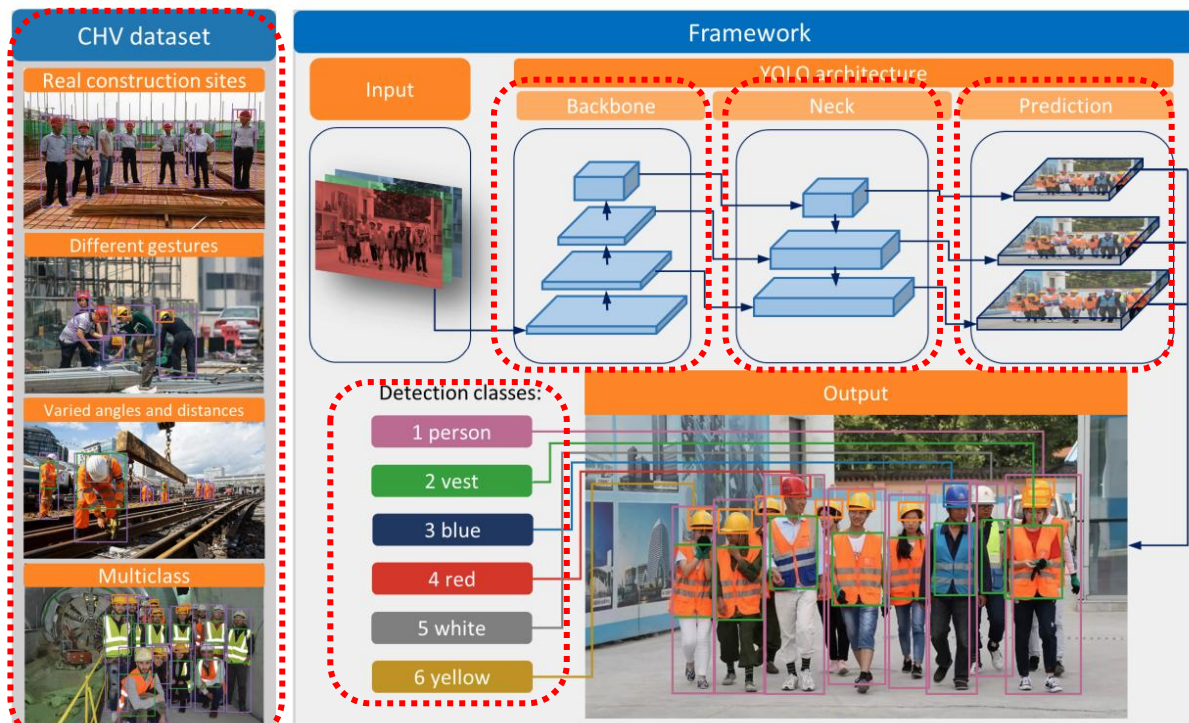 CHV dataset
Real construction sites
Different gestures
Varied angles and distances
Multiclass
Framework
Input
YOLO architecture
Backbone
Neck
Prediction
Detection classes:
1 person
2 vest
3 blue
4 red
5 white
6 yellow
Output